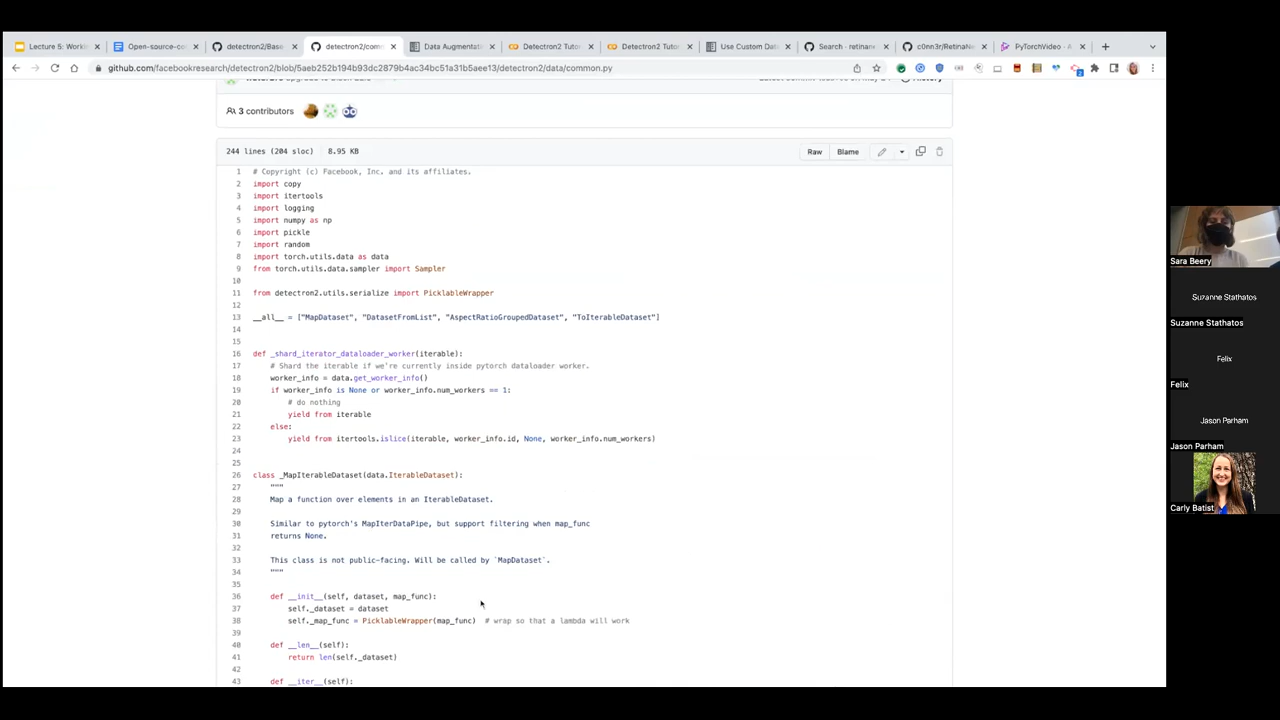 Lecture 5: Worki
Open-source-co
detectron2/Base
detectron2/com
Data Augmentat
Detectron2 Tuto
Detectron2 Tuto
Use Custom Dat
Search · retinane
c0nn3r/RetinaNe
PyTorchVideo · A
github.com/facebookresearch/detectron2/blob/5aeb252b194b93dc2879b4ac34bc51a31b5aee13/detectron2/data/common.py
3 contributors
244 lines (204 sloc) 8.95 KB
Raw
Blame
1 # Copyright (c) Facebook, Inc. and its affiliates.
2 import copy
3 import itertools
4 import logging
5 import numpy as np
6 import pickle
7 import random
8 import torch.utils.data as data
9 from torch.utils.data.sampler import Sampler
10
11 from detectron2.utils.serialize import PicklableWrapper
12
13 __all__ = ["MapDataset", "DatasetFromList", "AspectRatioGroupedDataset", "ToIterableDataset"]
14
15
16 def _shard_iterator_dataloader_worker(iterable):
17 # Shard the iterable if we're currently inside pytorch dataloader worker.
18 worker_info = data.get_worker_info()
19 if worker_info is None or worker_info.num_workers == 1:
20 # do nothing
21 yield from iterable
22 else:
23 yield from itertools.islice(iterable, worker_info.id, None, worker_info.num_workers)
24
25
26 class _MapIterableDataset(data.IterableDataset):
27 """
28 Map a function over elements in an IterableDataset.
29
30 Similar to pytorch's MapIterDataPipe, but support filtering when map_func
31 returns None.
32
33 This class is not public-facing. Will be called by `MapDataset`.
34 """
35
36 def __init__(self, dataset, map_func):
37 self._dataset = dataset
38 self._map_func = PicklableWrapper(map_func) # wrap so that a lambda will work
39
40 def __len__(self):
41 return len(self._dataset)
42
43 def __iter__(self):
Sara Beery
Suzanne Stathatos
Suzanne Stathatos
Felix
Felix
Jason Parham
Jason Parham
Carly Batist